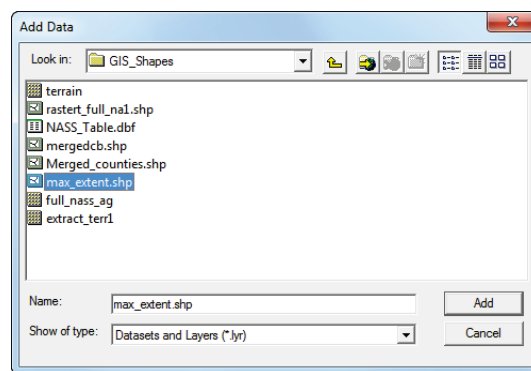 Add Data
Look in: GIS_Shapes
terrain
rastert_full_na1.shp
NASS_Table.dbf
mergedcb.shp
Merged_counties.shp
max_extent.shp
full_nass_ag
extract_terr1
Name: max_extent.shp Add
Show of type: Datasets and Layers (*.lyr) Cancel